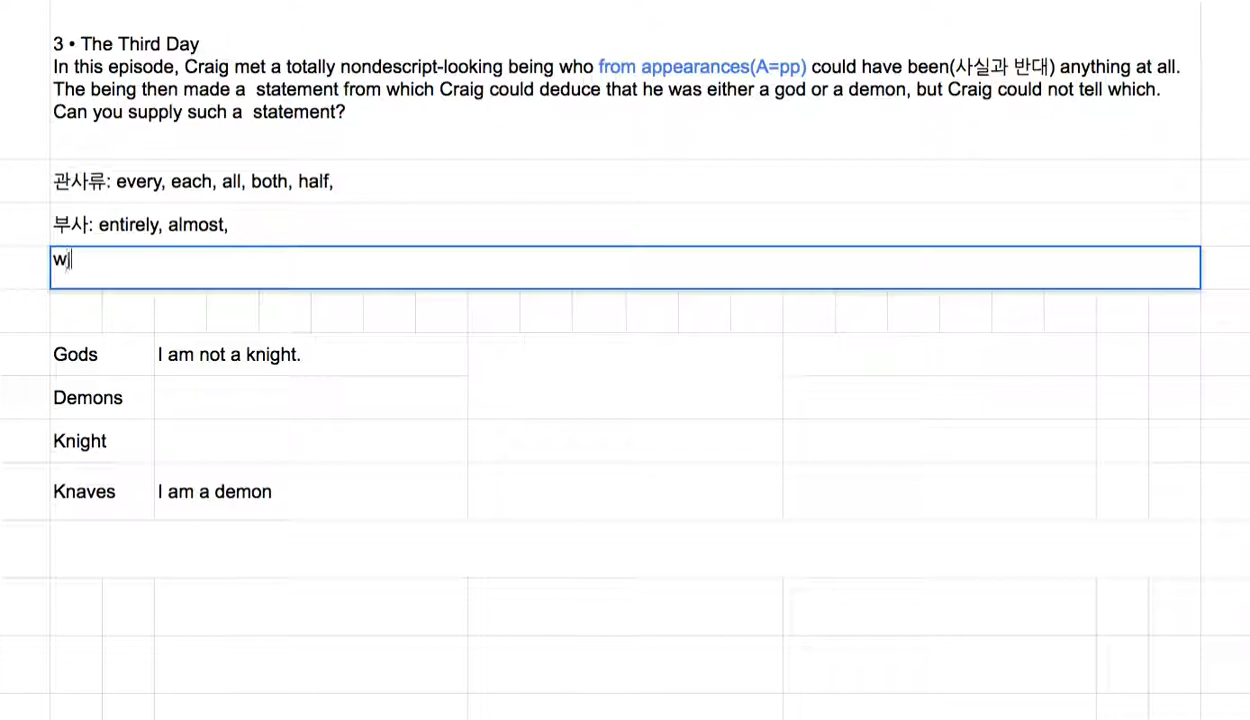 3 • The Third Day
In this episode, Craig met a totally nondescript-looking being who from appearances(A=pp) could have been(사실과 반대) anything at all.
The being then made a statement from which Craig could deduce that he was either a god or a demon, but Craig could not tell which.
Can you supply such a statement?
관사류: every, each, all, both, half,
부사: entirely, almost,
w
Gods I am not a knight.
Demons
Knight
Knaves I am a demon